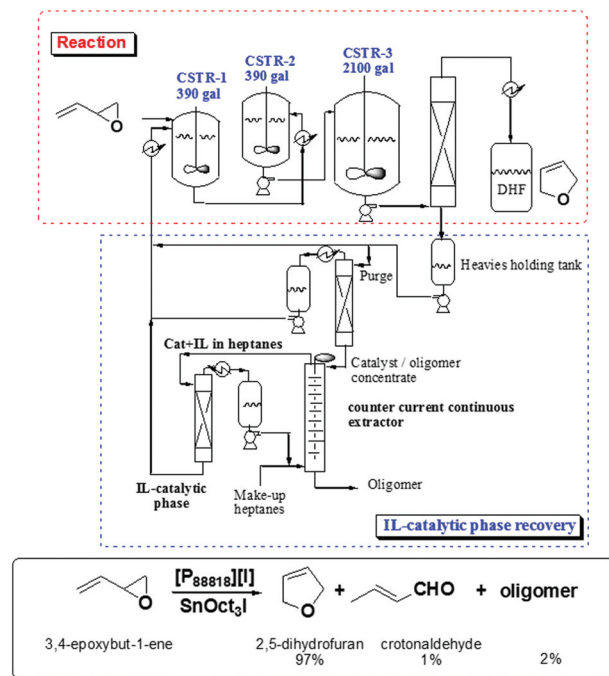 Reaction
CSTR-1
390 gal
CSTR-2
390 gal
CSTR-3
2100 gal
O
DHF
O
Heavies holding tank
Purge
Cat+IL in heptanes
Catalyst / oligomer
concentrate
counter current continuous
extractor
IL-catalytic
phase
Make-up
heptanes
Oligomer
IL-catalytic phase recovery
O
[P88818][I]
SnOct3I
O
+
CHO
+
oligomer
3,4-epoxybut-1-ene
2,5-dihydrofuran
97%
crotonaldehyde
1%
2%